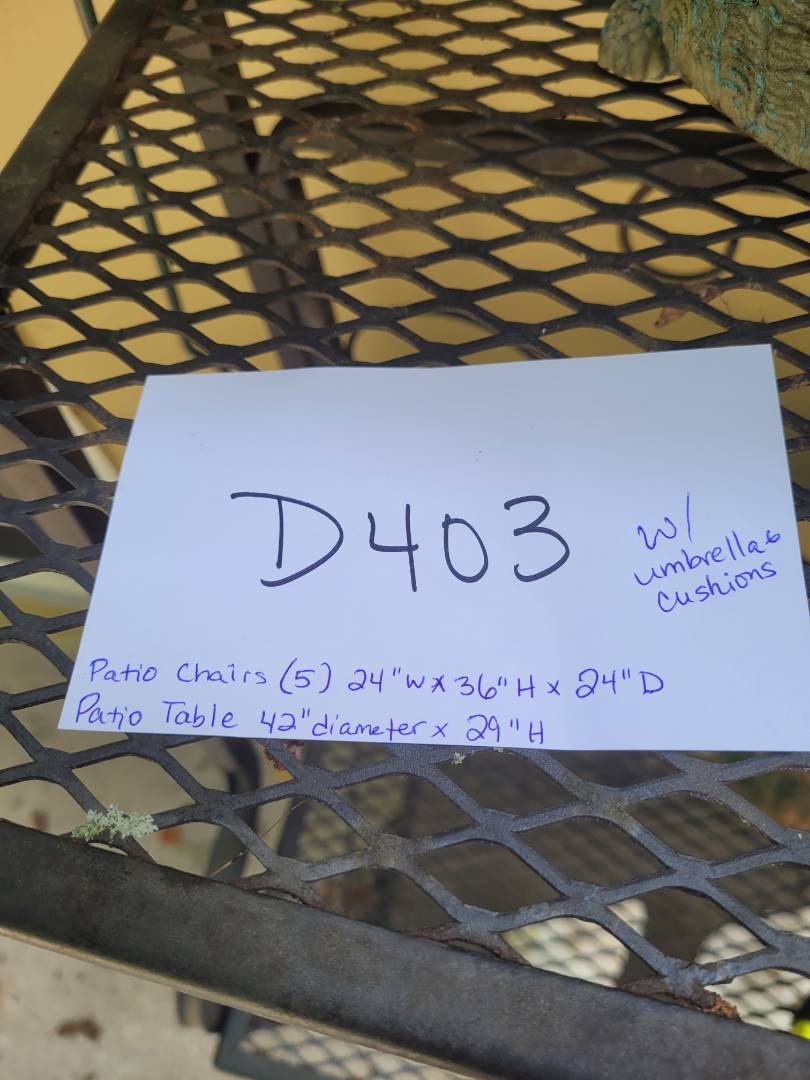 D403
w/
umbrella &
cushions
Patio Chairs (5) 24"W x 36"H x 24"D
Patio Table 42"diameter x 29"H